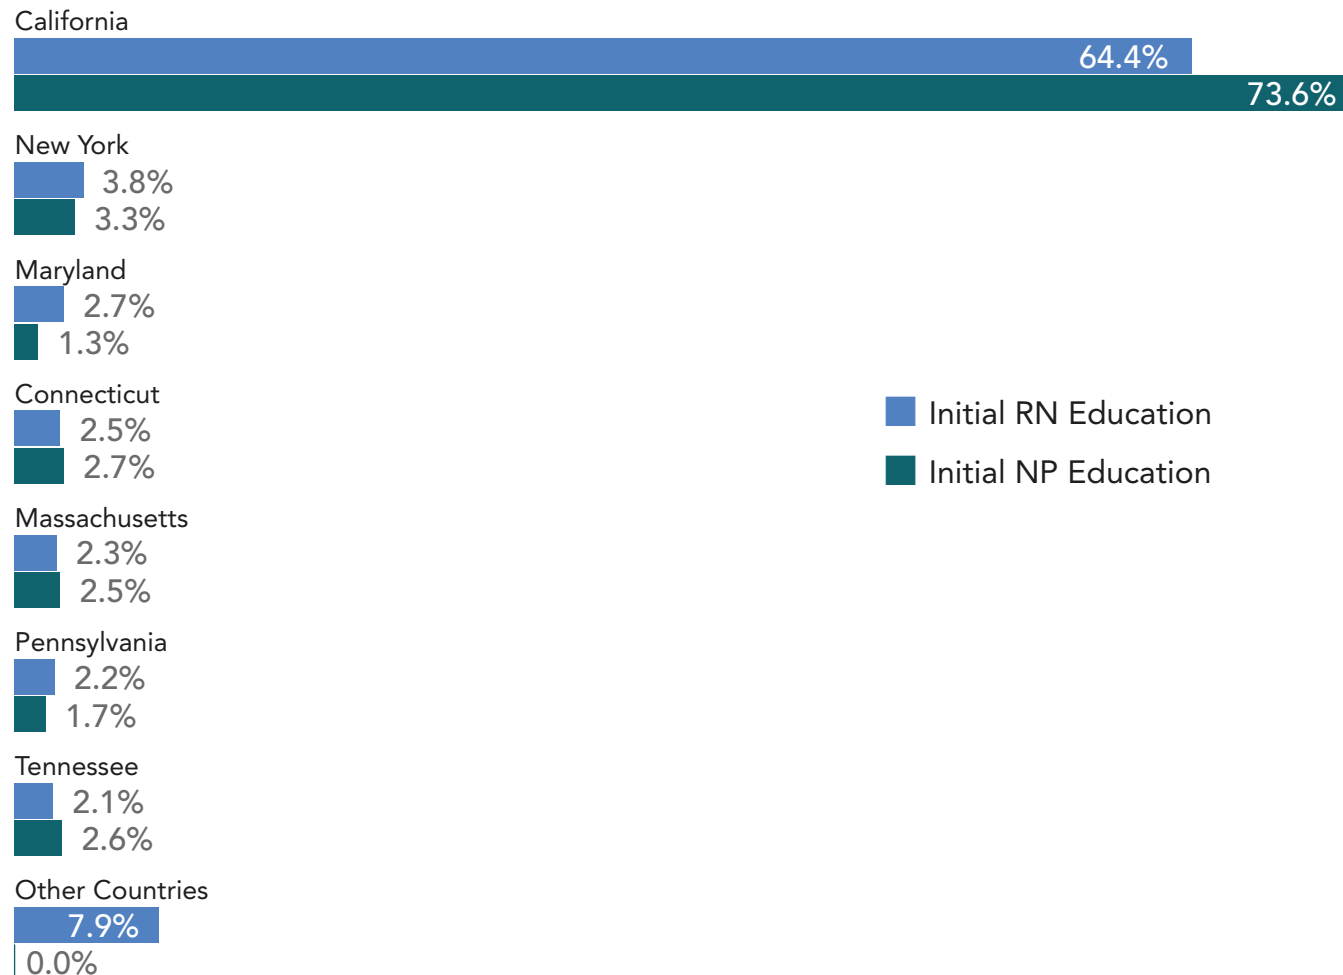 California
64.4%
73.6%
New York
3.8%
3.3%
Maryland
2.7%
1.3%
Connecticut
2.5%
2.7%
Initial RN Education
Initial NP Education
Massachusetts
2.3%
2.5%
Pennsylvania
2.2%
1.7%
Tennessee
2.1%
2.6%
Other Countries
7.9%
0.0%